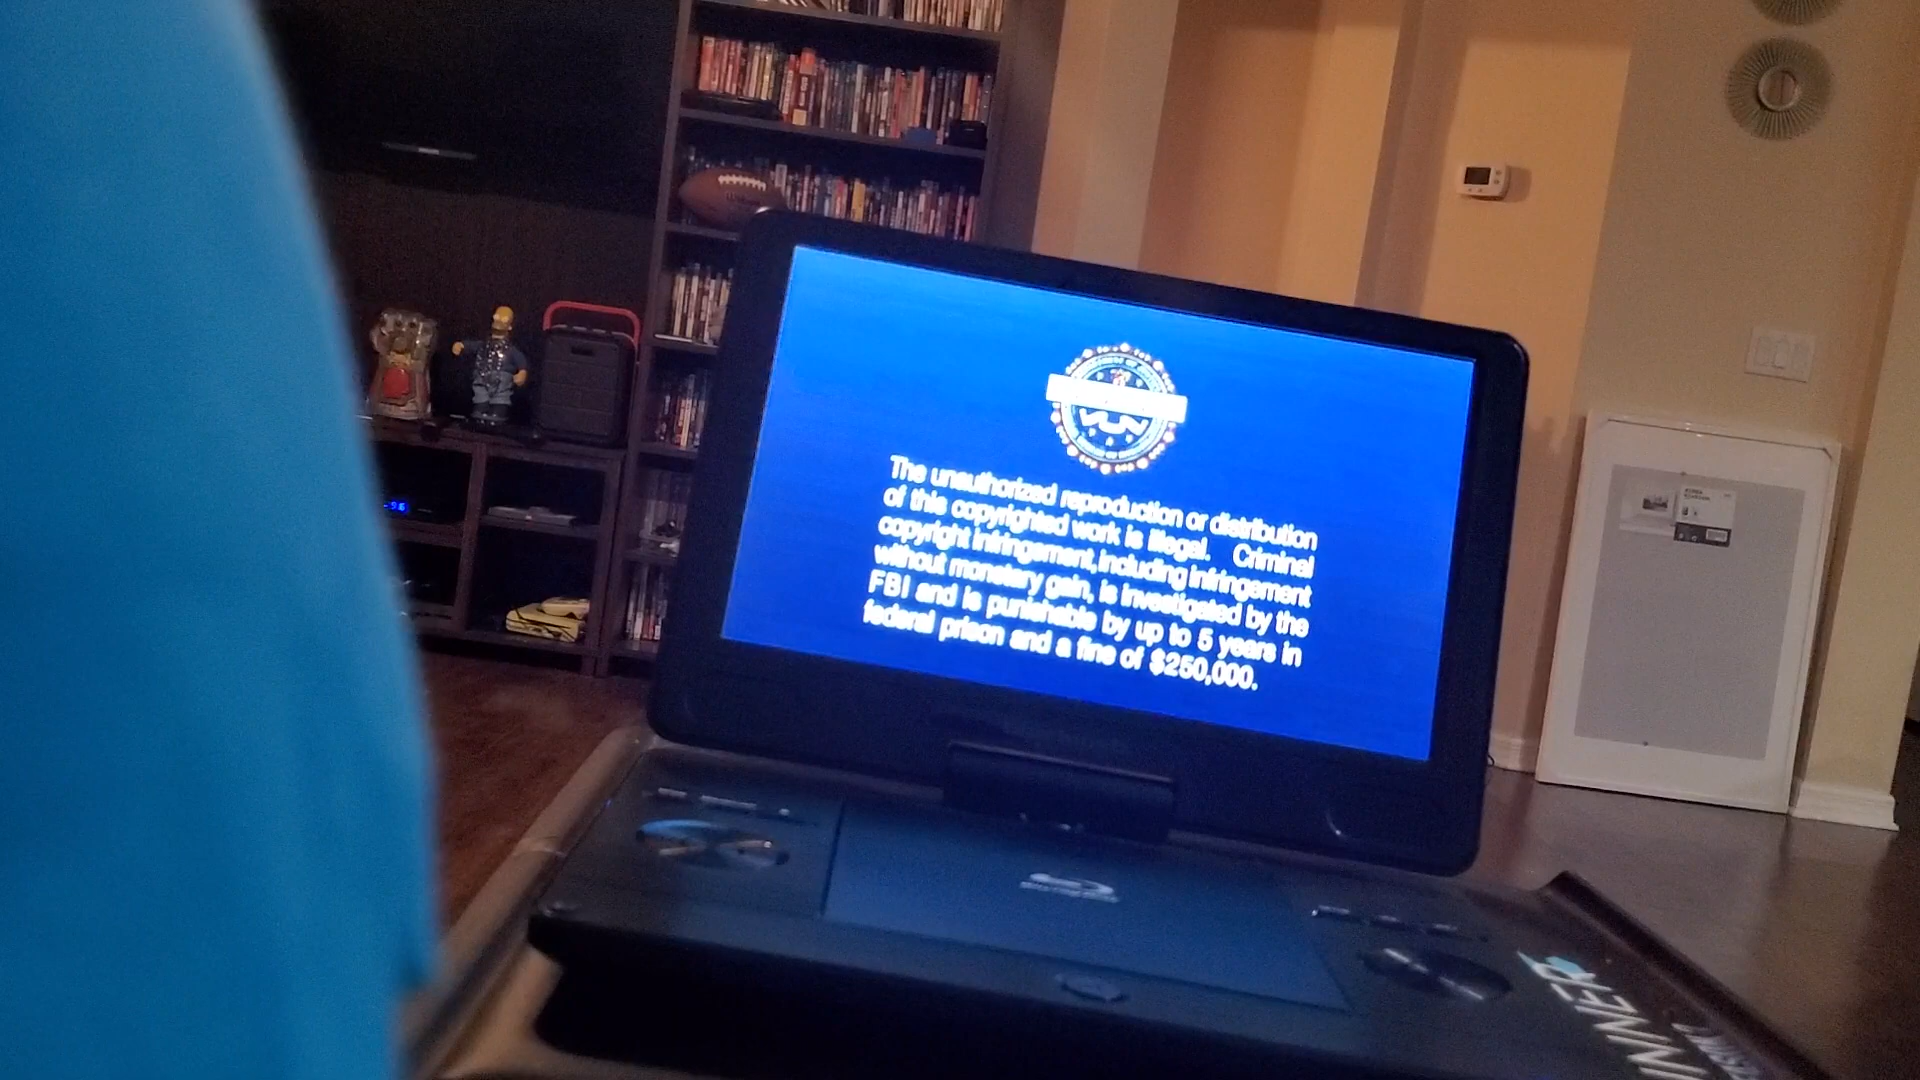 The unauthorized reproduction or distribution
of this copyrighted work is illegal. Criminal
copyright infringement, including infringement
without monetary gain, is investigated by the
FBI and is punishable by up to 5 years in
federal prison and a fine of $250,000.